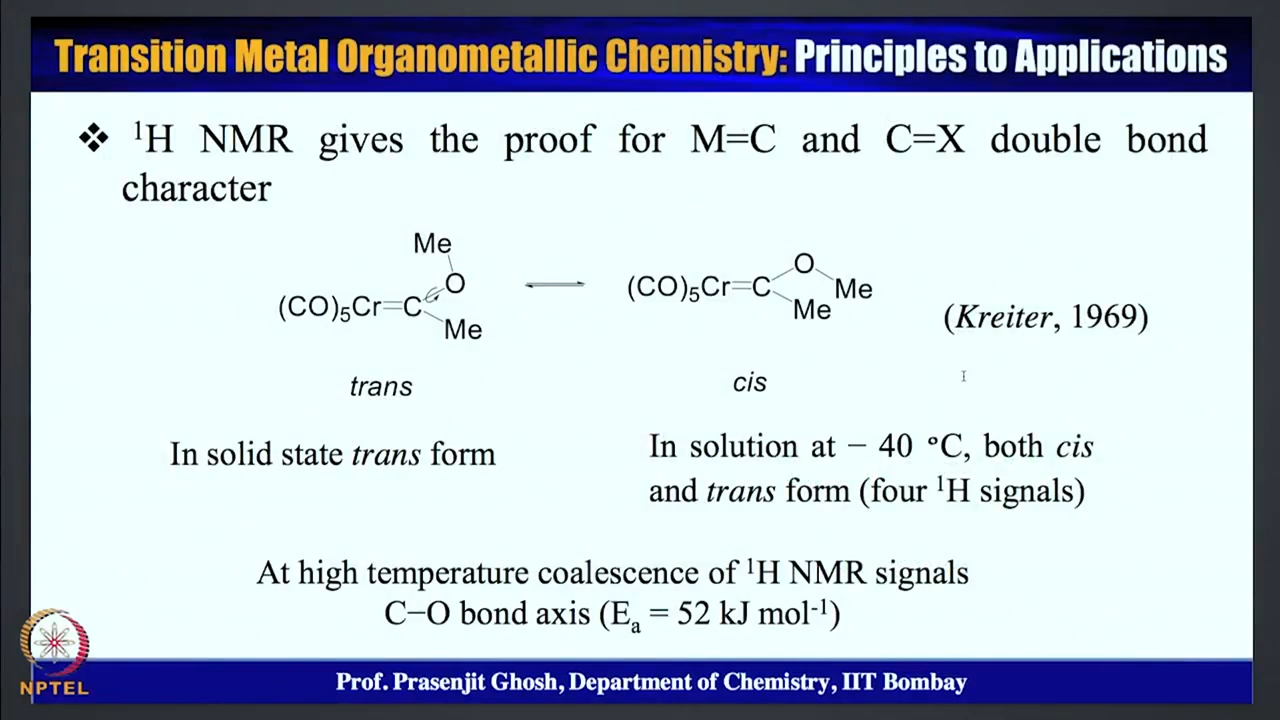 Transition Metal Organometallic Chemistry: Principles to Applications
❖ ¹H NMR gives the proof for M=C and C=X double bond
character
Me
O
(CO)₅Cr=C
Me
trans
O
(CO)₅Cr=C
Me
Me
cis
(Kreiter, 1969)
In solid state trans form
In solution at − 40 °C, both cis
and trans form (four ¹H signals)
At high temperature coalescence of ¹H NMR signals
C−O bond axis (Eₐ = 52 kJ mol⁻¹)
NPTEL
Prof. Prasenjit Ghosh, Department of Chemistry, IIT Bombay